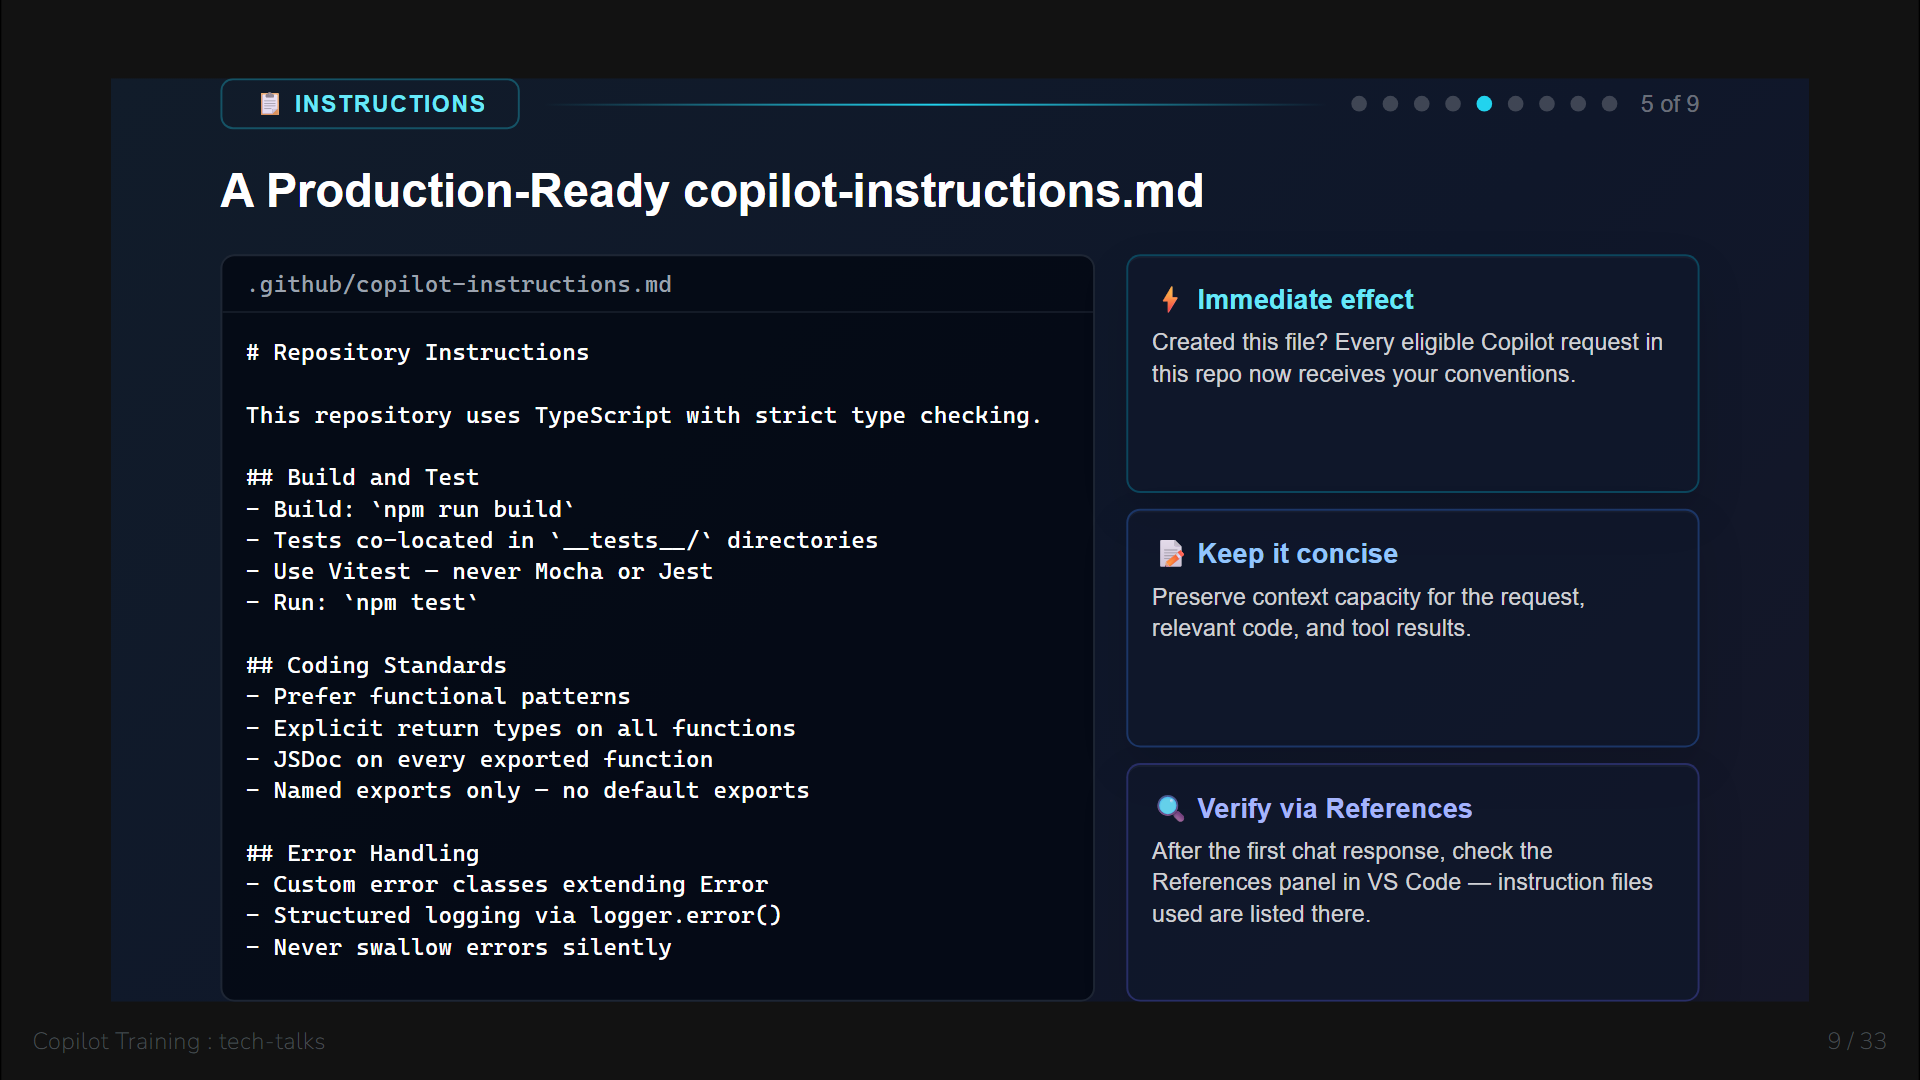 INSTRUCTIONS
5 of 9
A Production-Ready copilot-instructions.md
.github/copilot-instructions.md
# Repository Instructions
This repository uses TypeScript with strict type checking.
## Build and Test
- Build: `npm run build`
- Tests co-located in `__tests__/` directories
- Use Vitest — never Mocha or Jest
- Run: `npm test`
## Coding Standards
- Prefer functional patterns
- Explicit return types on all functions
- JSDoc on every exported function
- Named exports only — no default exports
## Error Handling
- Custom error classes extending Error
- Structured logging via logger.error()
- Never swallow errors silently
Immediate effect
Created this file? Every eligible Copilot request in
this repo now receives your conventions.
Keep it concise
Preserve context capacity for the request,
relevant code, and tool results.
Verify via References
After the first chat response, check the
References panel in VS Code — instruction files
used are listed there.
Copilot Training : tech-talks
9 / 33